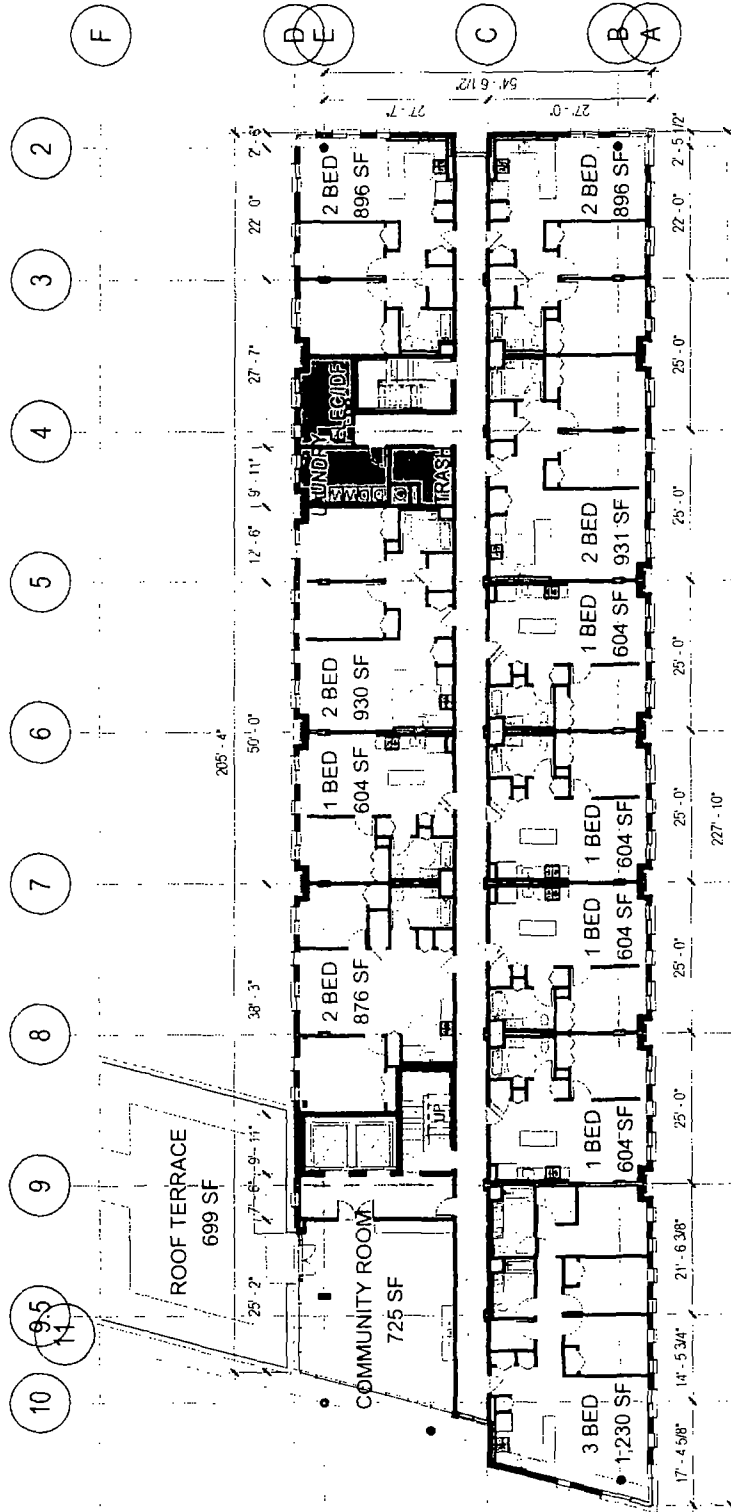 F
D
E
C
B
A
2
3
4
5
6
7
8
9
9.5
11
10
54' - 6 1/2"
27' - 7"
27' - 0"
205' - 4"
22' - 0"
27' - 7"
9' - 11"
12' - 6"
50' - 0"
38' - 3"
9' - 11"
7' - 6"
25' - 2"
2 BED
896 SF
ELEC/IDF
LAUNDRY
TRASH
2 BED
930 SF
1 BED
604 SF
2 BED
876 SF
UP
ROOF TERRACE
699 SF
COMMUNITY ROOM
725 SF
2 BED
896 SF
2 BED
931 SF
1 BED
604 SF
1 BED
604 SF
1 BED
604 SF
1 BED
604 SF
3 BED
1,230 SF
2' - 5 1/2"
22' - 0"
25' - 0"
25' - 0"
25' - 0"
25' - 0"
25' - 0"
25' - 0"
21' - 6 3/8"
14' - 5 3/4"
17' - 4 5/8"
227' - 10"